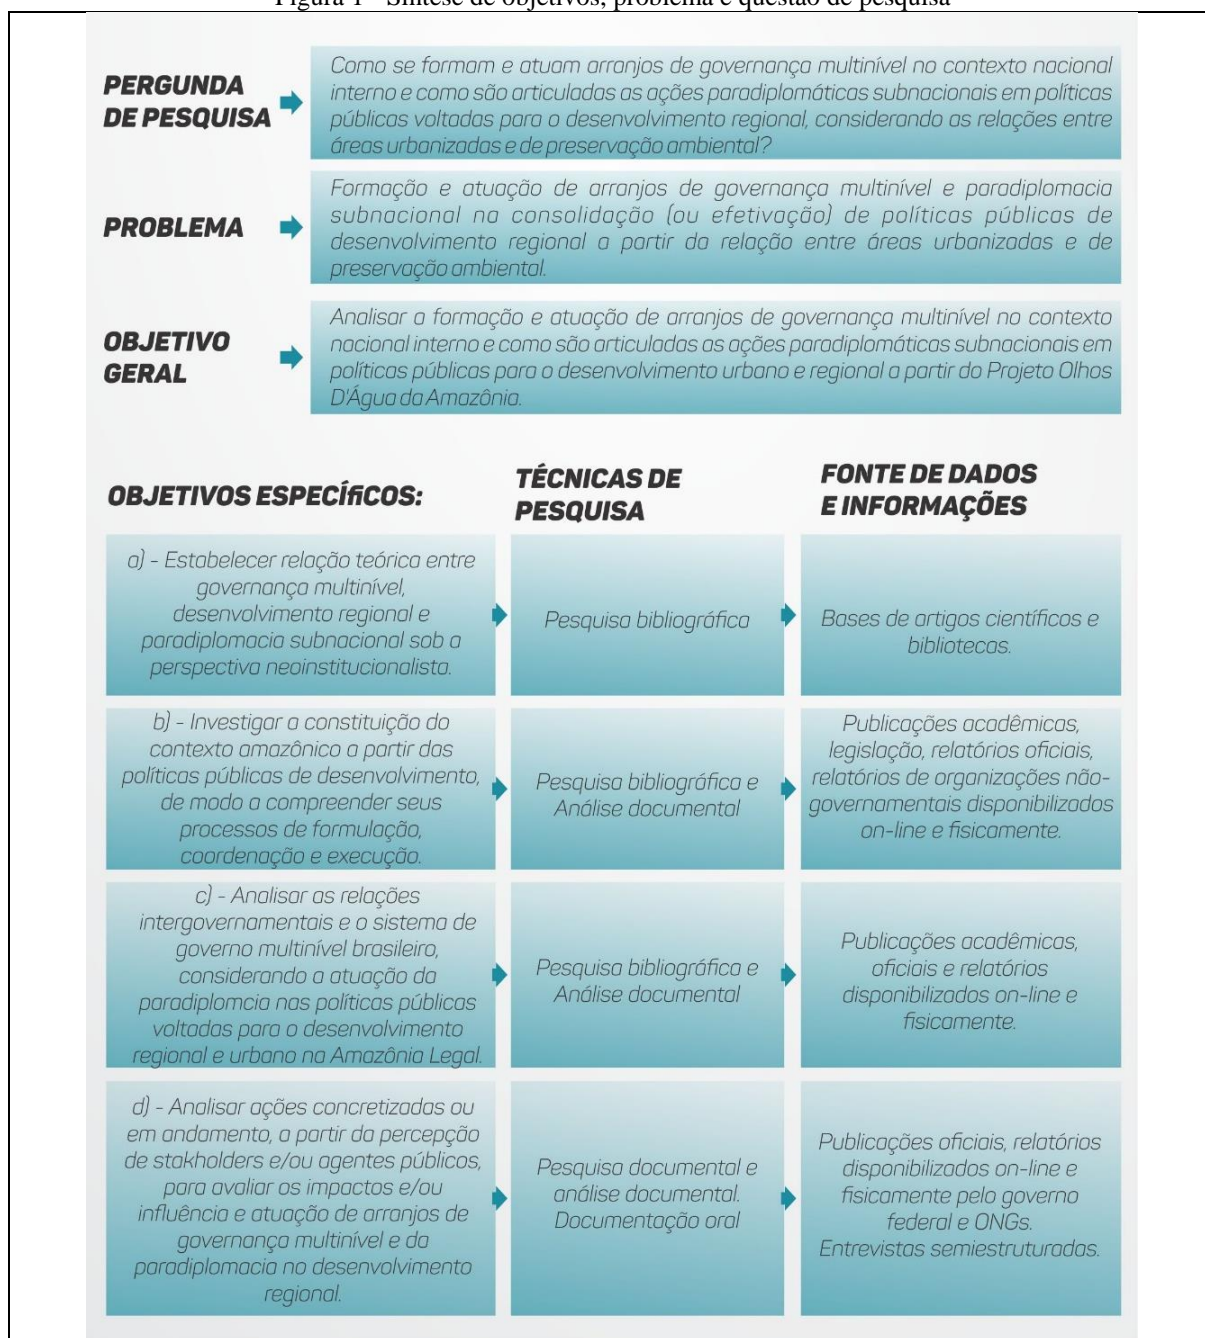 Figura 1 - Síntese de objetivos, problema e questão de pesquisa
PERGUNDA
DE PESQUISA
Como se formam e atuam arranjos de governança multinível no contexto nacional
interno e como são articuladas as ações paradiplomáticas subnacionais em políticas
públicas voltadas para o desenvolvimento regional, considerando as relações entre
áreas urbanizadas e de preservação ambiental?
PROBLEMA
Formação e atuação de arranjos de governança multinível e paradiplomacia
subnacional na consolidação (ou efetivação) de políticas públicas de
desenvolvimento regional a partir da relação entre áreas urbanizadas e de
preservação ambiental.
OBJETIVO
GERAL
Analisar a formação e atuação de arranjos de governança multinível no contexto
nacional interno e como são articuladas as ações paradiplomáticas subnacionais em
políticas públicas para o desenvolvimento urbano e regional a partir do Projeto Olhos
D'Água da Amazônia.
OBJETIVOS ESPECÍFICOS:
TÉCNICAS DE
PESQUISA
FONTE DE DADOS
E INFORMAÇÕES
a) - Estabelecer relação teórica entre
governança multinível,
desenvolvimento regional e
paradiplomacia subnacional sob a
perspectiva neoinstitucionalista.
Pesquisa bibliográfica
Bases de artigos científicos e
bibliotecas.
b) - Investigar a constituição do
contexto amazônico a partir das
políticas públicas de desenvolvimento,
de modo a compreender seus
processos de formulação,
coordenação e execução.
Pesquisa bibliográfica e
Análise documental
Publicações acadêmicas,
legislação, relatórios oficiais,
relatórios de organizações não-
governamentais disponibilizados
on-line e fisicamente.
c) - Analisar as relações
intergovernamentais e o sistema de
governo multinível brasileiro,
considerando a atuação da
paradiplomcia nas políticas públicas
voltadas para o desenvolvimento
regional e urbano na Amazônia Legal.
Pesquisa bibliográfica e
Análise documental
Publicações acadêmicas,
oficiais e relatórios
disponibilizados on-line e
fisicamente.
d) - Analisar ações concretizadas ou
em andamento, a partir da percepção
de stakholders e/ou agentes públicos,
para avaliar os impactos e/ou
influência e atuação de arranjos de
governança multinível e da
paradiplomacia no desenvolvimento
regional.
Pesquisa documental e
análise documental.
Documentação oral
Publicações oficiais, relatórios
disponibilizados on-line e
fisicamente pelo governo
federal e ONGs.
Entrevistas semiestruturadas.